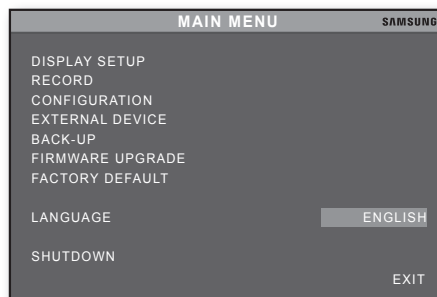 MAIN MENU SAMSUNG
DISPLAY SETUP
RECORD
CONFIGURATION
EXTERNAL DEVICE
BACK-UP
FIRMWARE UPGRADE
FACTORY DEFAULT
LANGUAGE ENGLISH
SHUTDOWN
EXIT